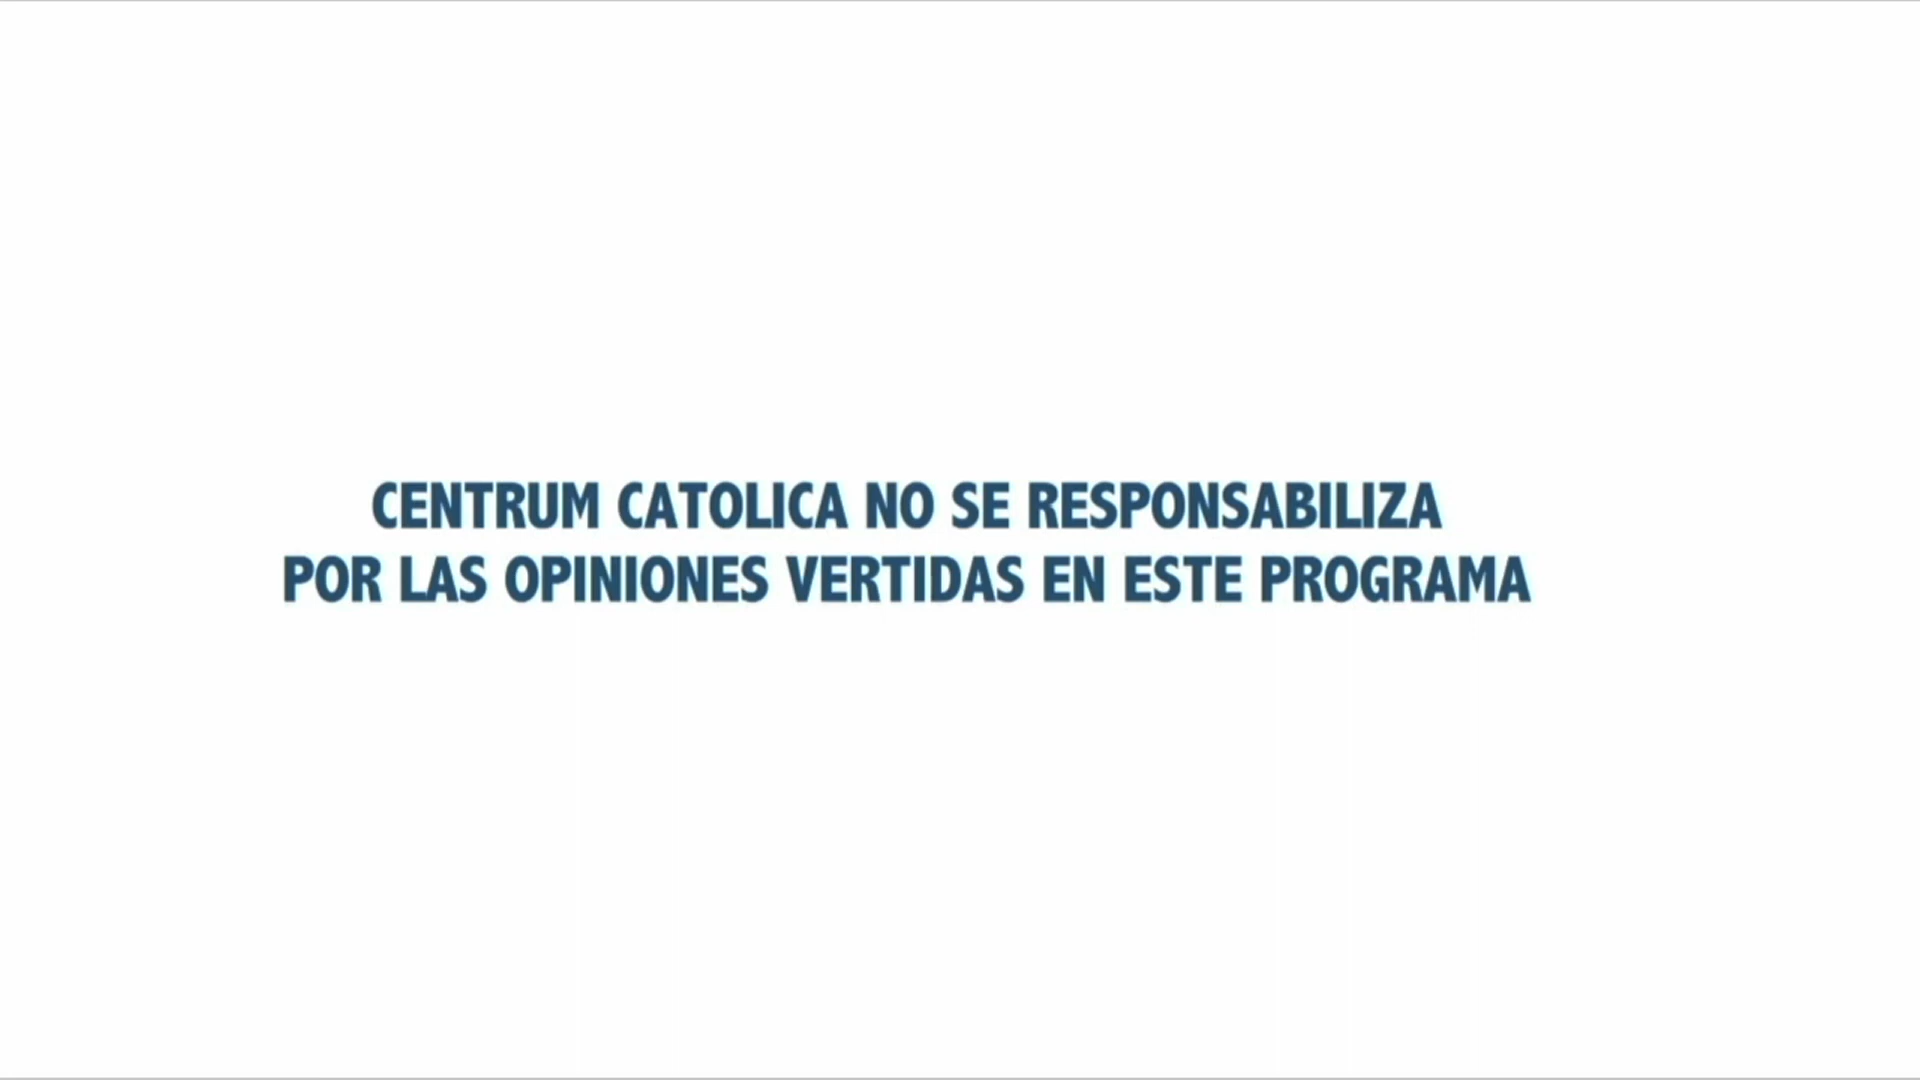 CENTRUM CATOLICA NO SE RESPONSABILIZA
POR LAS OPINIONES VERTIDAS EN ESTE PROGRAMA